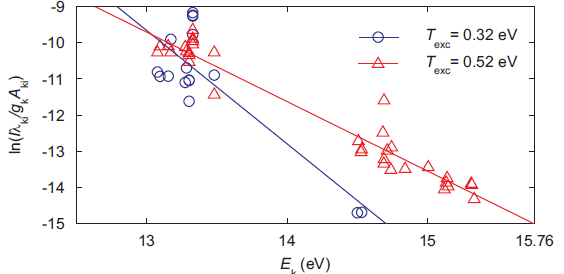 -9
-10
-11
-12
-13
-14
-15
ln(Iλki/gkAki)
Texc= 0.32 eV
Texc= 0.52 eV
13
14
15
15.76
Ek (eV)